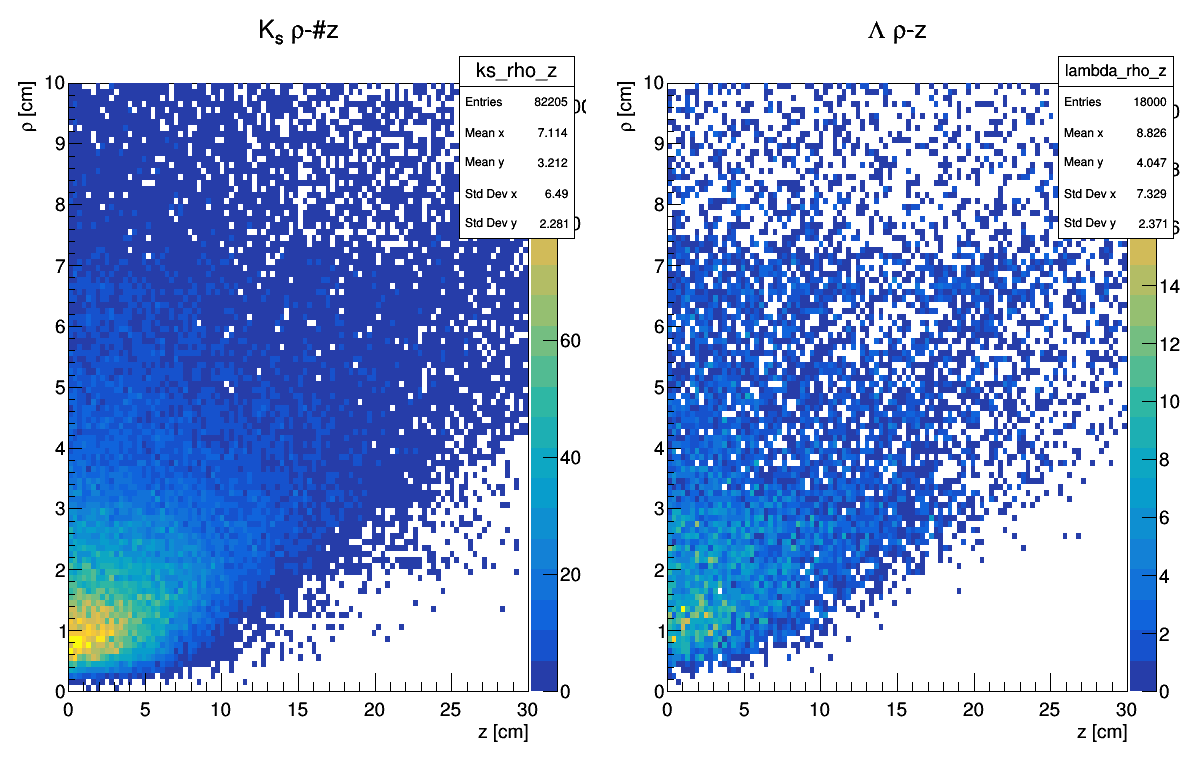 Ks ρ-#z
ks_rho_z
Entries 82205
Mean x 7.114
Mean y 3.212
Std Dev x 6.49
Std Dev y 2.281
ρ [cm]
10
9
8
7
6
5
4
3
2
1
0
0 5 10 15 20 25 30
z [cm]
60
40
20
0
Λ ρ-z
lambda_rho_z
Entries 18000
Mean x 8.826
Mean y 4.047
Std Dev x 7.329
Std Dev y 2.371
ρ [cm]
10
9
8
7
6
5
4
3
2
1
0
0 5 10 15 20 25 30
z [cm]
14
12
10
8
6
4
2
0